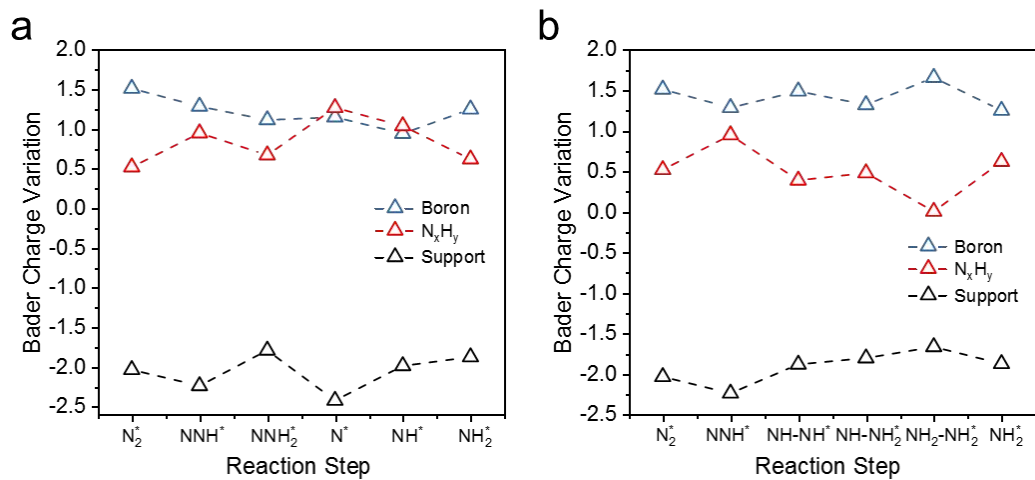 a
2.0
1.5
1.0
0.5
0.0
-0.5
-1.0
-1.5
-2.0
-2.5
Bader Charge Variation
Boron
NₓHᵧ
Support
N₂* NNH* NNH₂* N* NH* NH₂*
Reaction Step
b
2.0
1.5
1.0
0.5
0.0
-0.5
-1.0
-1.5
-2.0
-2.5
Bader Charge Variation
Boron
NₓHᵧ
Support
N₂* NNH* NH-NH* NH-NH₂* NH₂-NH₂* NH₂*
Reaction Step